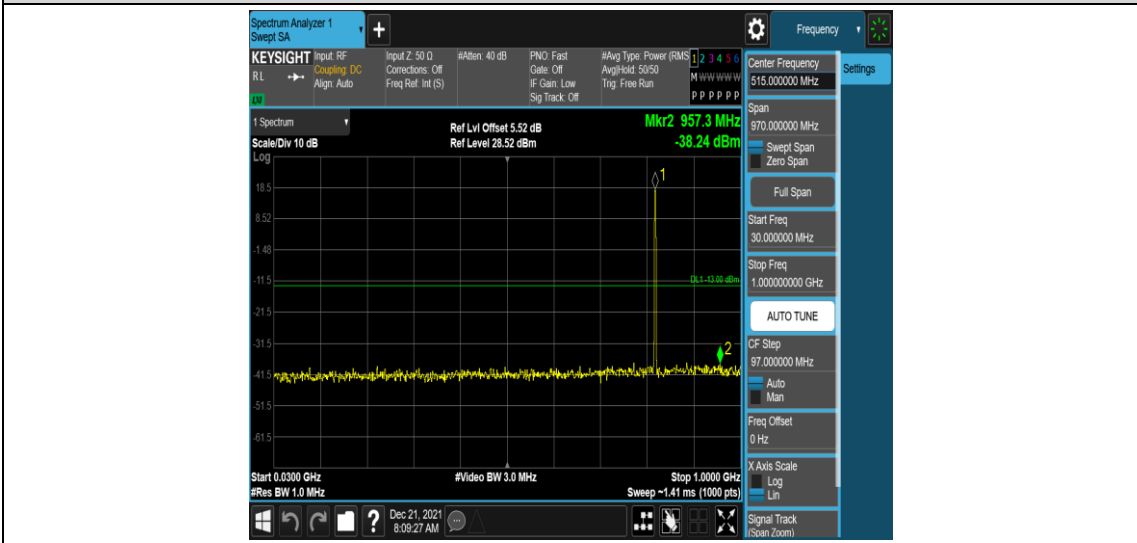 Spectrum Analyzer 1
Swept SA
+
Frequency
KEYSIGHT
RL
LNI
Input: RF
Coupling: DC
Align: Auto
Input Z: 50 Ω
Corrections: Off
Freq Ref: Int (S)
#Atten: 40 dB
PNO: Fast
Gate: Off
IF Gain: Low
Sig Track: Off
#Avg Type: Power (RMS
Avg|Hold: 50/50
Trig: Free Run
1 2 3 4 5 6
M W W W W W
P P P P P P
1 Spectrum
Scale/Div 10 dB
Log
Ref Lvl Offset 5.52 dB
Ref Level 28.52 dBm
Mkr2 957.3 MHz
-38.24 dBm
18.5
8.52
-1.48
-11.5
-21.5
-31.5
-41.5
-51.5
-61.5
1
DL1 -13.00 dBm
2
Start 0.0300 GHz
#Res BW 1.0 MHz
#Video BW 3.0 MHz
Stop 1.0000 GHz
Sweep ~1.41 ms (1000 pts)
Dec 21, 2021
8:09:27 AM
?
Center Frequency
515.000000 MHz
Settings
Span
970.000000 MHz
Swept Span
Zero Span
Full Span
Start Freq
30.000000 MHz
Stop Freq
1.000000000 GHz
AUTO TUNE
CF Step
97.000000 MHz
Auto
Man
Freq Offset
0 Hz
X Axis Scale
Log
Lin
Signal Track
(Span Zoom)